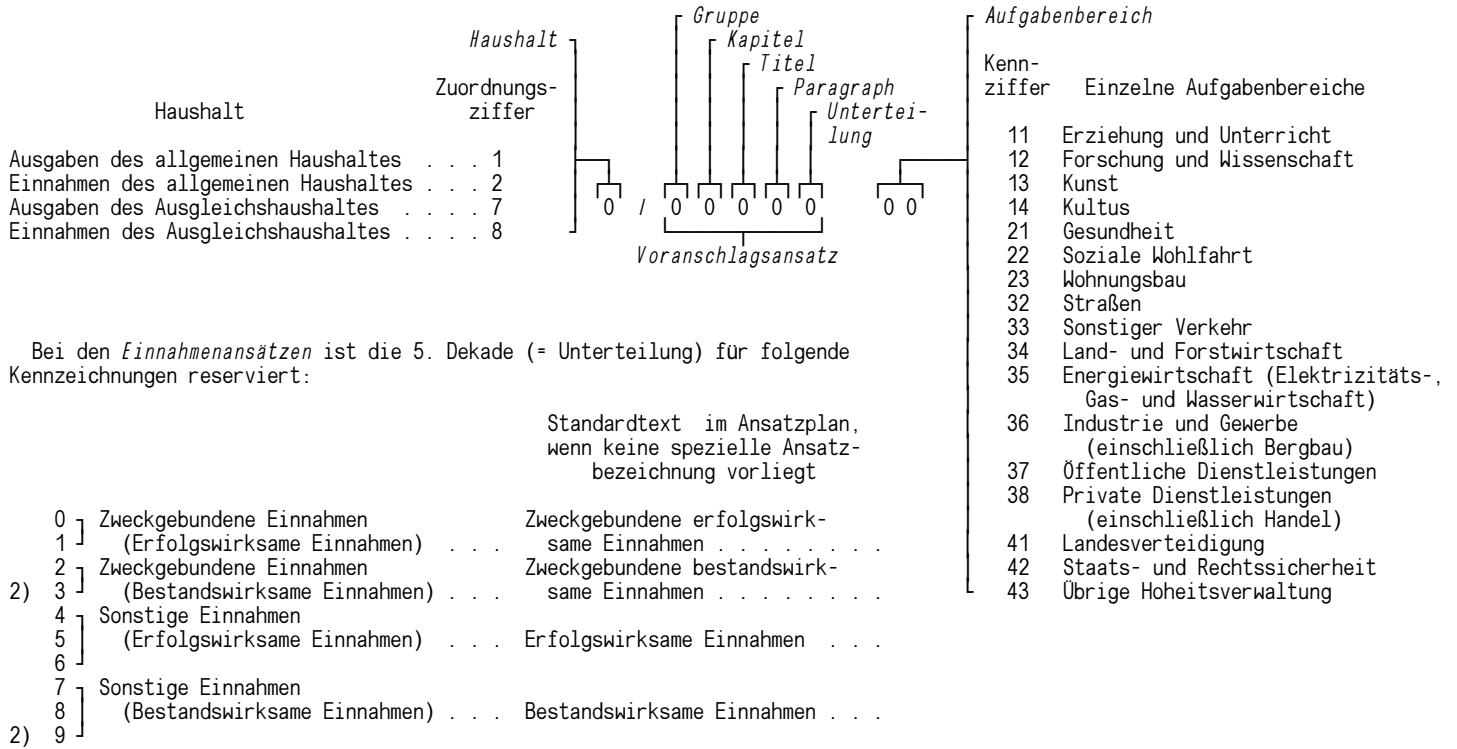 Gruppe
Kapitel
Titel
Paragraph
Untertei-
lung
Haushalt
Zuordnungs-
Haushalt ziffer
Ausgaben des allgemeinen Haushaltes . . . 1
Einnahmen des allgemeinen Haushaltes . . . 2
Ausgaben des Ausgleichshaushaltes . . . . 7
Einnahmen des Ausgleichshaushaltes . . . . 8
0 / 0 0 0 0 0 0 0
Voranschlagsansatz
Aufgabenbereich
Kenn-
ziffer Einzelne Aufgabenbereiche
11 Erziehung und Unterricht
12 Forschung und Wissenschaft
13 Kunst
14 Kultus
21 Gesundheit
22 Soziale Wohlfahrt
23 Wohnungsbau
32 Straßen
33 Sonstiger Verkehr
34 Land- und Forstwirtschaft
35 Energiewirtschaft (Elektrizitäts-,
Gas- und Wasserwirtschaft)
36 Industrie und Gewerbe
(einschließlich Bergbau)
37 Öffentliche Dienstleistungen
38 Private Dienstleistungen
(einschließlich Handel)
41 Landesverteidigung
42 Staats- und Rechtssicherheit
43 Übrige Hoheitsverwaltung
Bei den Einnahmenansätzen ist die 5. Dekade (= Unterteilung) für folgende
Kennzeichnungen reserviert:
Standardtext im Ansatzplan,
wenn keine spezielle Ansatz-
bezeichnung vorliegt
0 Zweckgebundene Einnahmen Zweckgebundene erfolgswirk-
1 (Erfolgswirksame Einnahmen) . . . same Einnahmen . . . . . . . .
2 Zweckgebundene Einnahmen Zweckgebundene bestandswirk-
2) 3 (Bestandswirksame Einnahmen) . . . same Einnahmen . . . . . . . .
4 Sonstige Einnahmen
5 (Erfolgswirksame Einnahmen) . . . Erfolgswirksame Einnahmen . . .
6
7 Sonstige Einnahmen
8 (Bestandswirksame Einnahmen) . . . Bestandswirksame Einnahmen . . .
2) 9